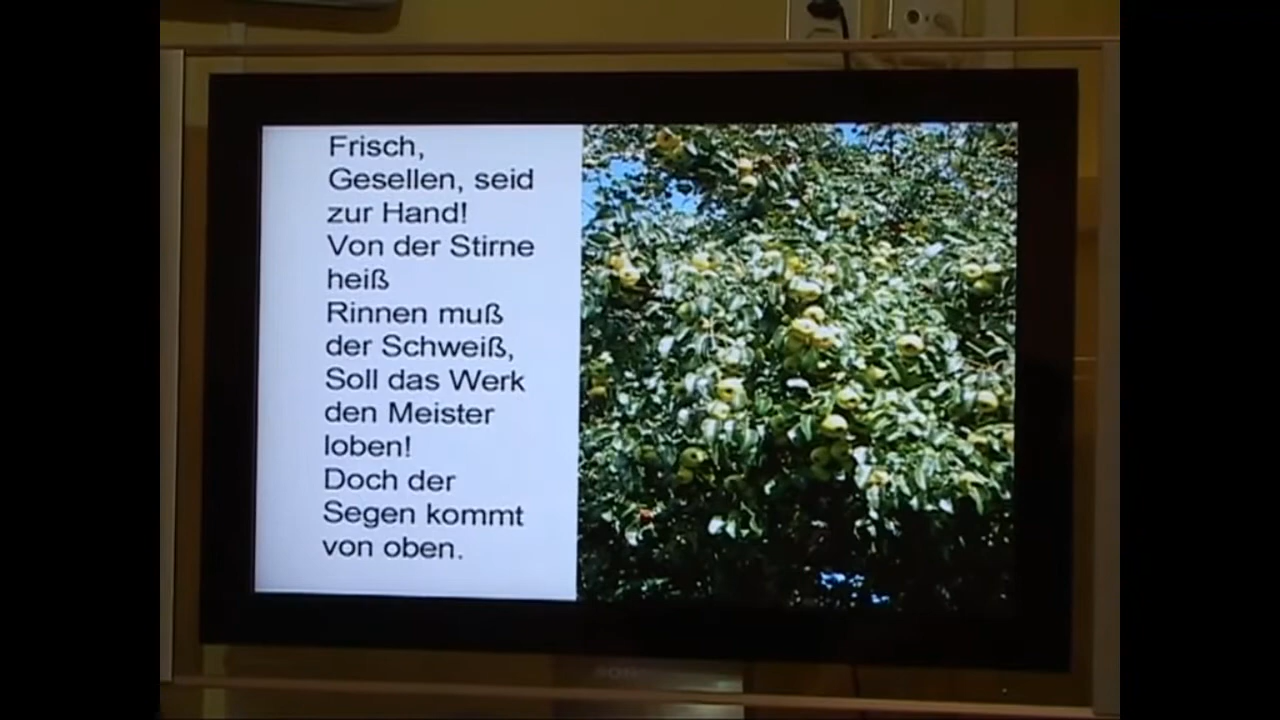 Frisch,
Gesellen, seid
zur Hand!
Von der Stirne
heiß
Rinnen muß
der Schweiß,
Soll das Werk
den Meister
loben!
Doch der
Segen kommt
von oben.
SONY